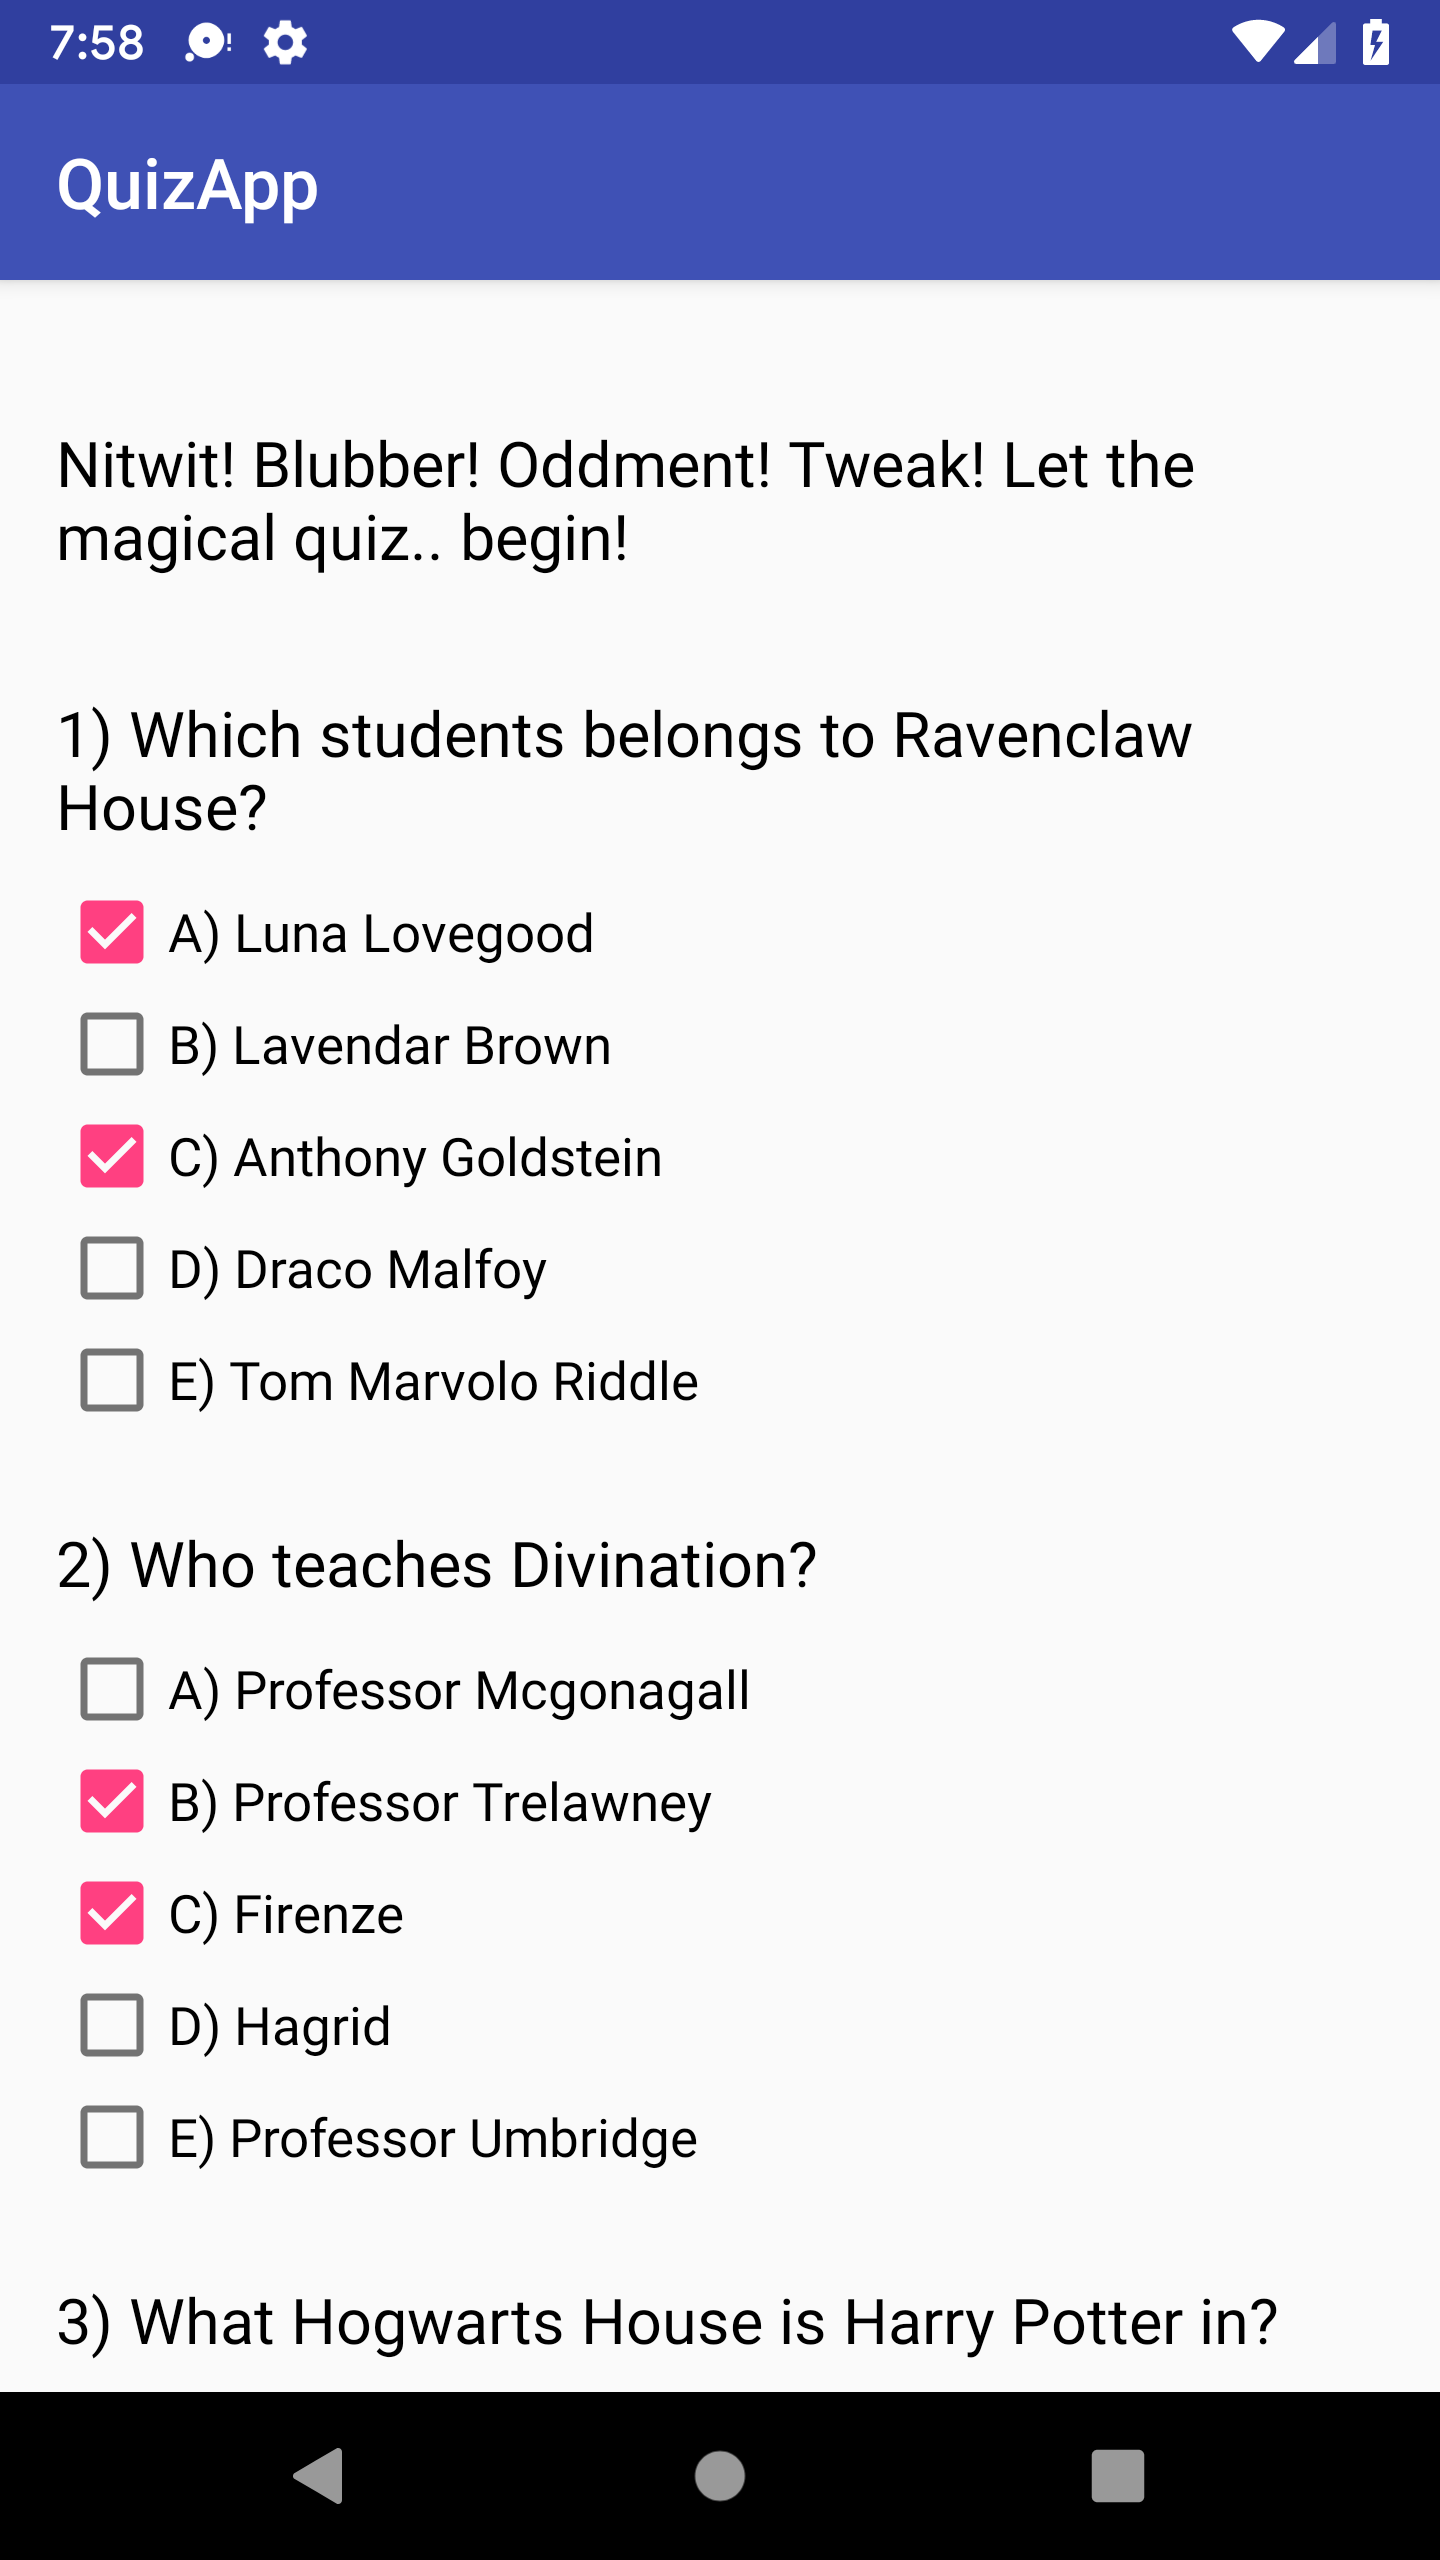 7:58
QuizApp
Nitwit! Blubber! Oddment! Tweak! Let the
magical quiz.. begin!
1) Which students belongs to Ravenclaw
House?
A) Luna Lovegood
B) Lavendar Brown
C) Anthony Goldstein
D) Draco Malfoy
E) Tom Marvolo Riddle
2) Who teaches Divination?
A) Professor Mcgonagall
B) Professor Trelawney
C) Firenze
D) Hagrid
E) Professor Umbridge
3) What Hogwarts House is Harry Potter in?